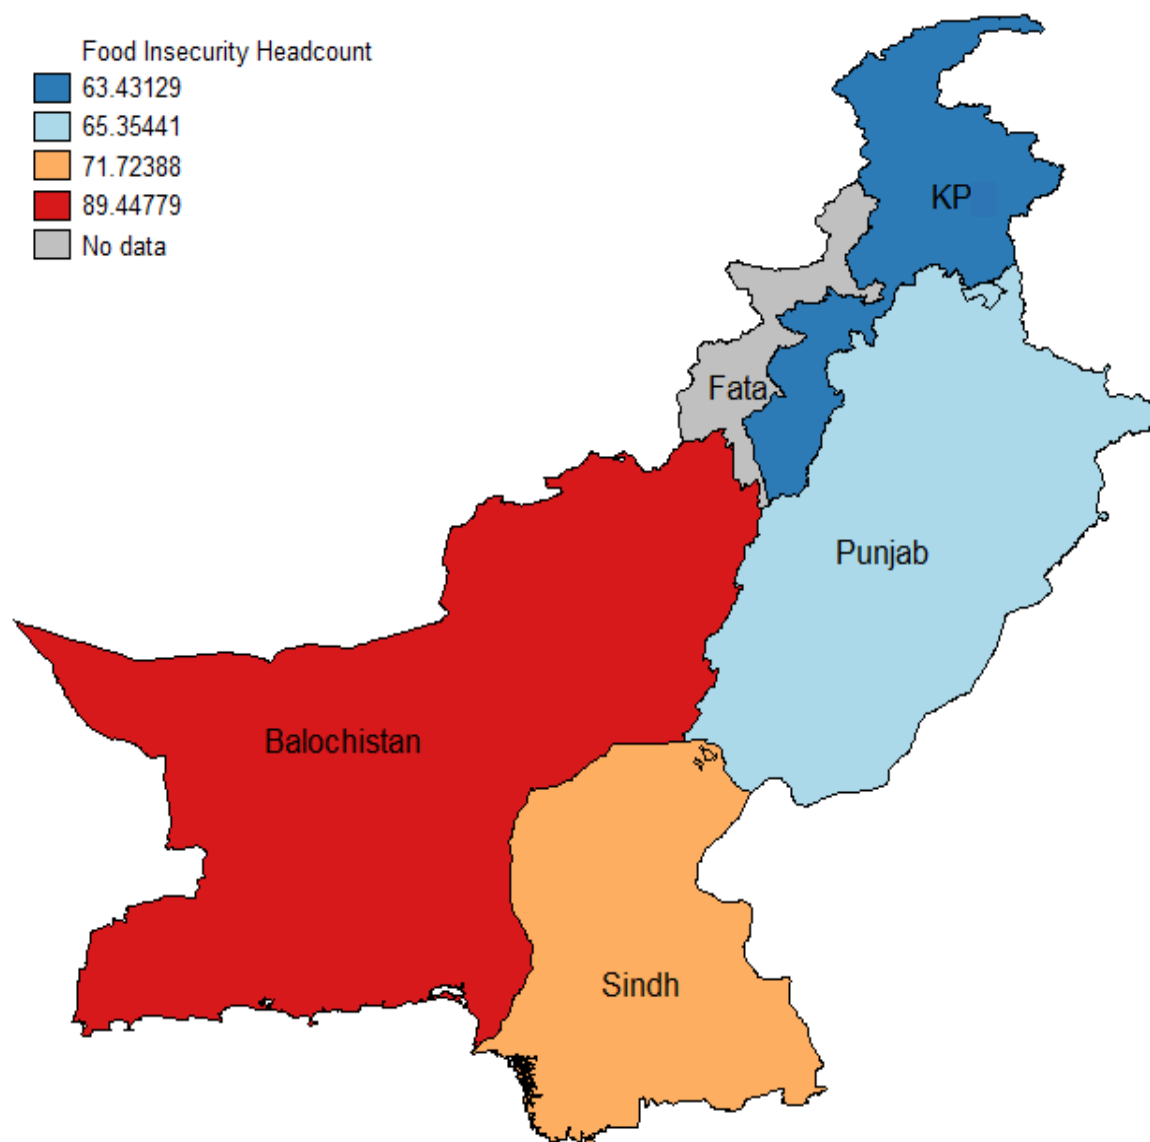 Food Insecurity Headcount
63.43129
65.35441
71.72388
89.44779
No data
KP
Fata
Punjab
Balochistan
Sindh